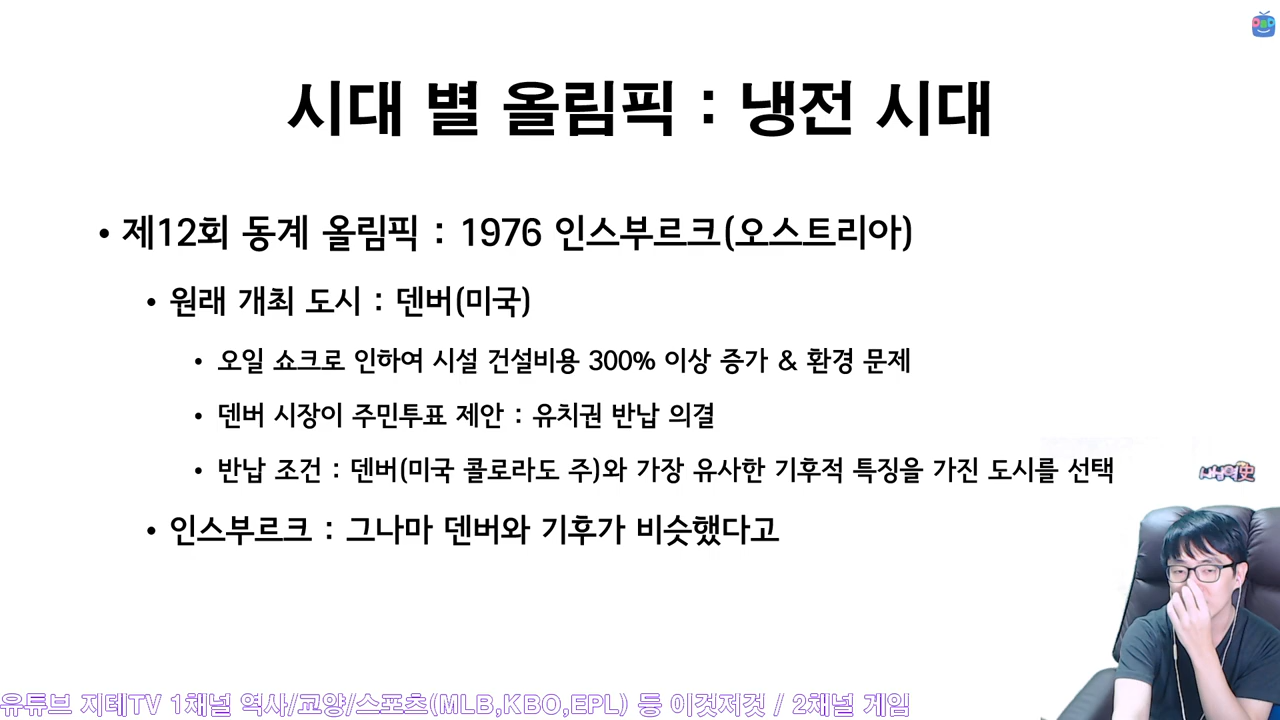 시대 별 올림픽 : 냉전 시대
• 제12회 동계 올림픽 : 1976 인스부르크(오스트리아)
• 원래 개최 도시 : 덴버(미국)
• 오일 쇼크로 인하여 시설 건설비용 300% 이상 증가 & 환경 문제
• 덴버 시장이 주민투표 제안 : 유치권 반납 의결
• 반납 조건 : 덴버(미국 콜로라도 주)와 가장 유사한 기후적 특징을 가진 도시를 선택
• 인스부르크 : 그나마 덴버와 기후가 비슷했다고
유튜브 지테TV 1채널 역사/교양/스포츠(MLB,KBO,EPL) 등 이것저것 / 2채널 게임